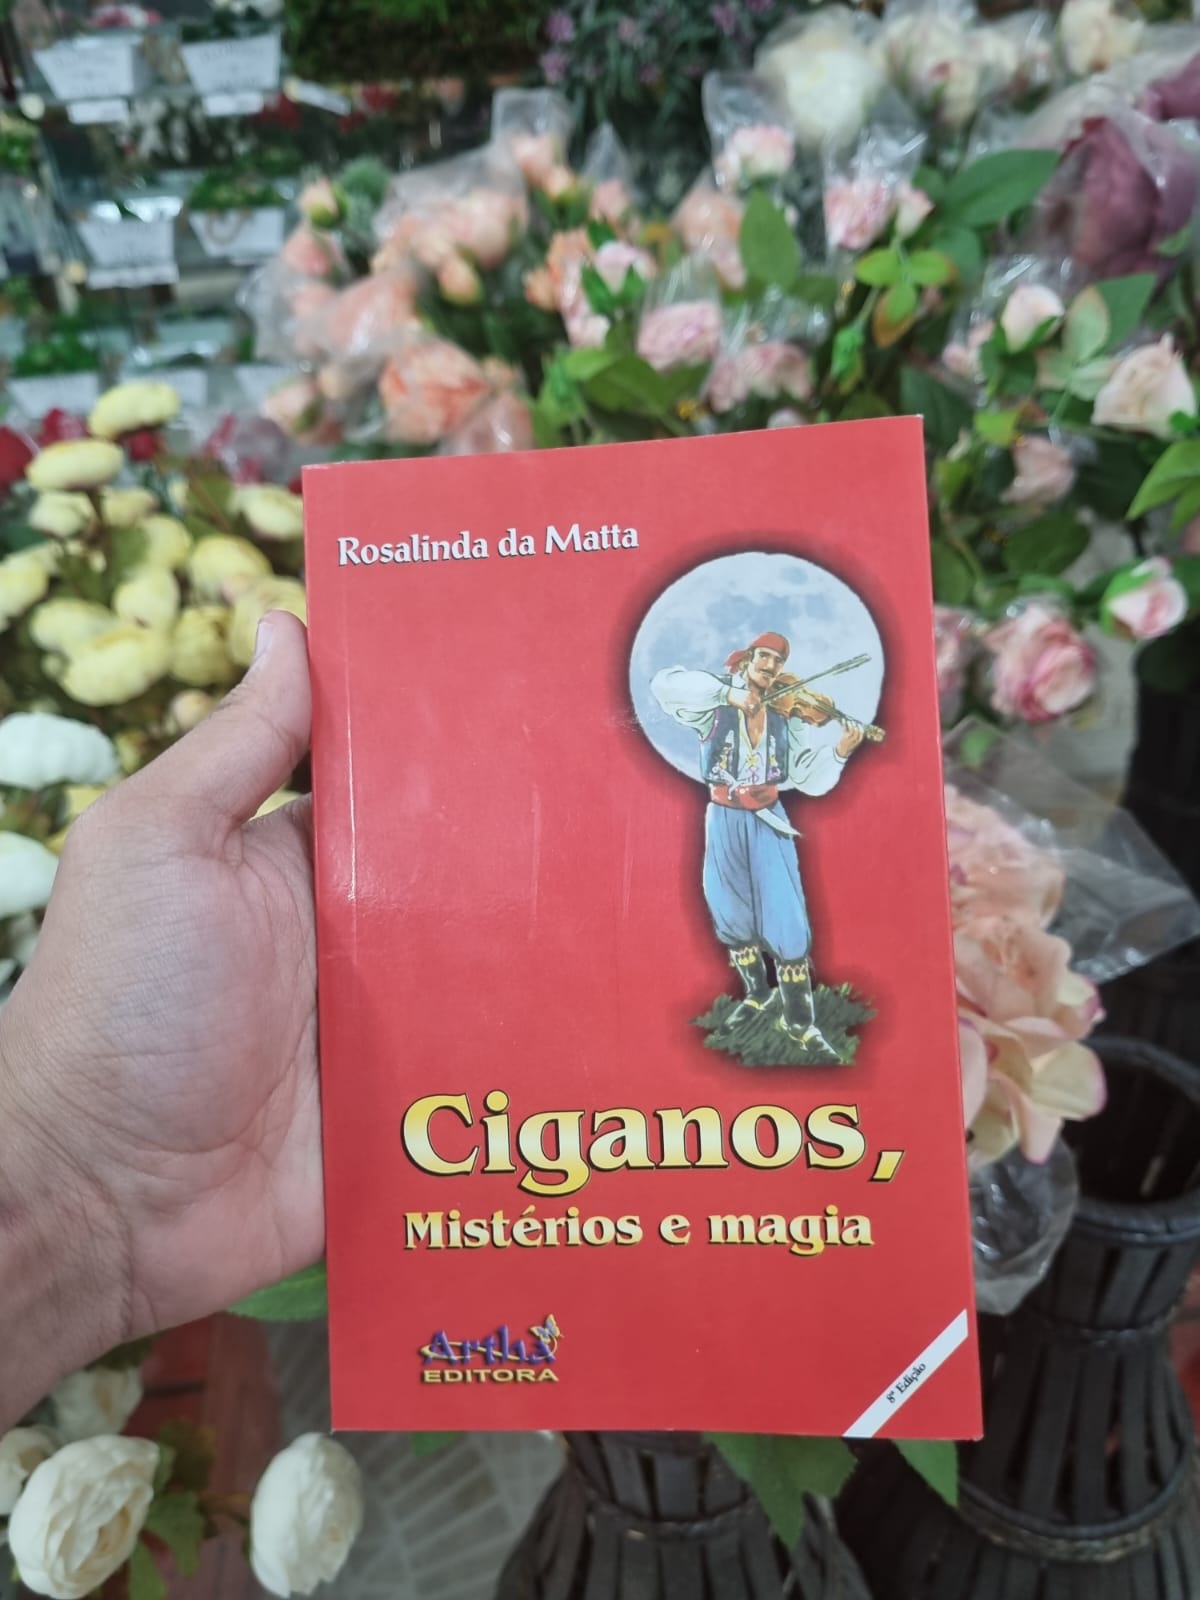 Rosalinda da Matta
Ciganos,
Mistérios e magia
Artha
EDITORA
8ª Edição